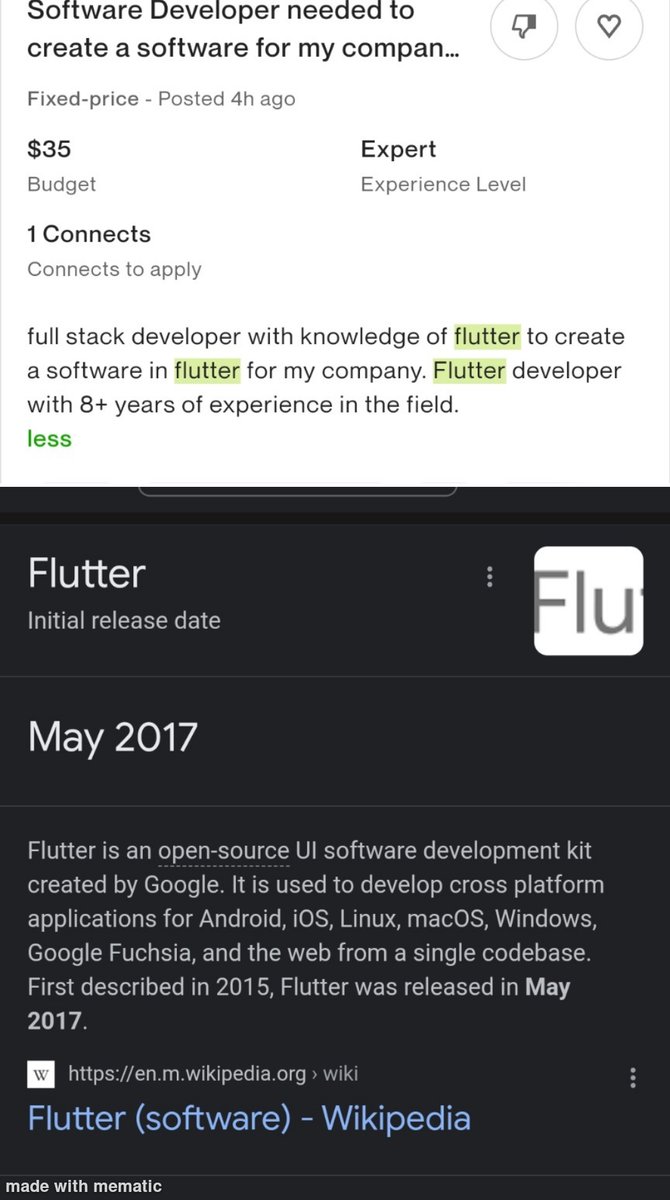 Software Developer needed to
create a software for my compan...
Fixed-price - Posted 4h ago
$35
Expert
Budget
Experience Level
1 Connects
Connects to apply
full stack developer with knowledge of flutter to create
a software in flutter for my company. Flutter developer
with 8+ years of experience in the field.
less
Flutter
Initial release date
Flu
May 2017
Flutter is an open-source UI software development kit
created by Google. It is used to develop cross platform
applications for Android, iOS, Linux, macOS, Windows,
Google Fuchsia, and the web from a single codebase.
First described in 2015, Flutter was released in May
2017.
W https://en.m.wikipedia.org › wiki
Flutter (software) - Wikipedia
made with mematic